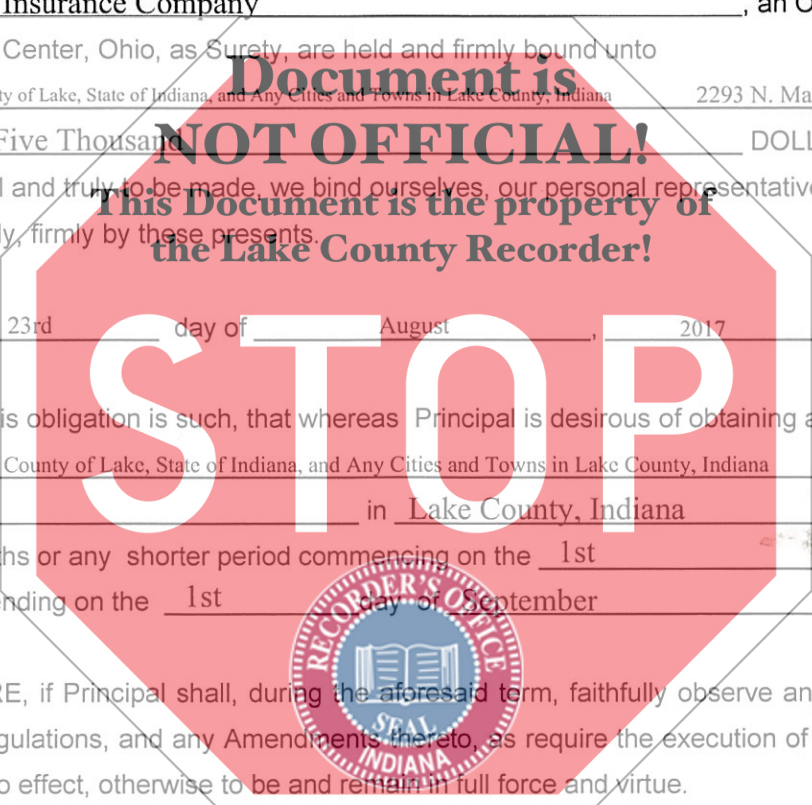 Insurance Company , an O
Center, Ohio, as Surety, are held and firmly bound unto
Document is
ty of Lake, State of Indiana, and Any Cities and Towns in Lake County, Indiana 2293 N. Ma
Five Thousand DOLL
NOT OFFICIAL!
l and truly to be made, we bind ourselves, our personal representative
This Document is the property of
y, firmly by these presents.
the Lake County Recorder!
23rd day of August , 2017
STOP
is obligation is such, that whereas Principal is desirous of obtaining a
County of Lake, State of Indiana, and Any Cities and Towns in Lake County, Indiana
in Lake County, Indiana
ths or any shorter period commencing on the 1st
ending on the 1st day of September
RECORDER'S OFFICE
SEAL
INDIANA
RE, if Principal shall, during the aforesaid term, faithfully observe an
gulations, and any Amendments thereto, as require the execution of
o effect, otherwise to be and remain in full force and virtue.